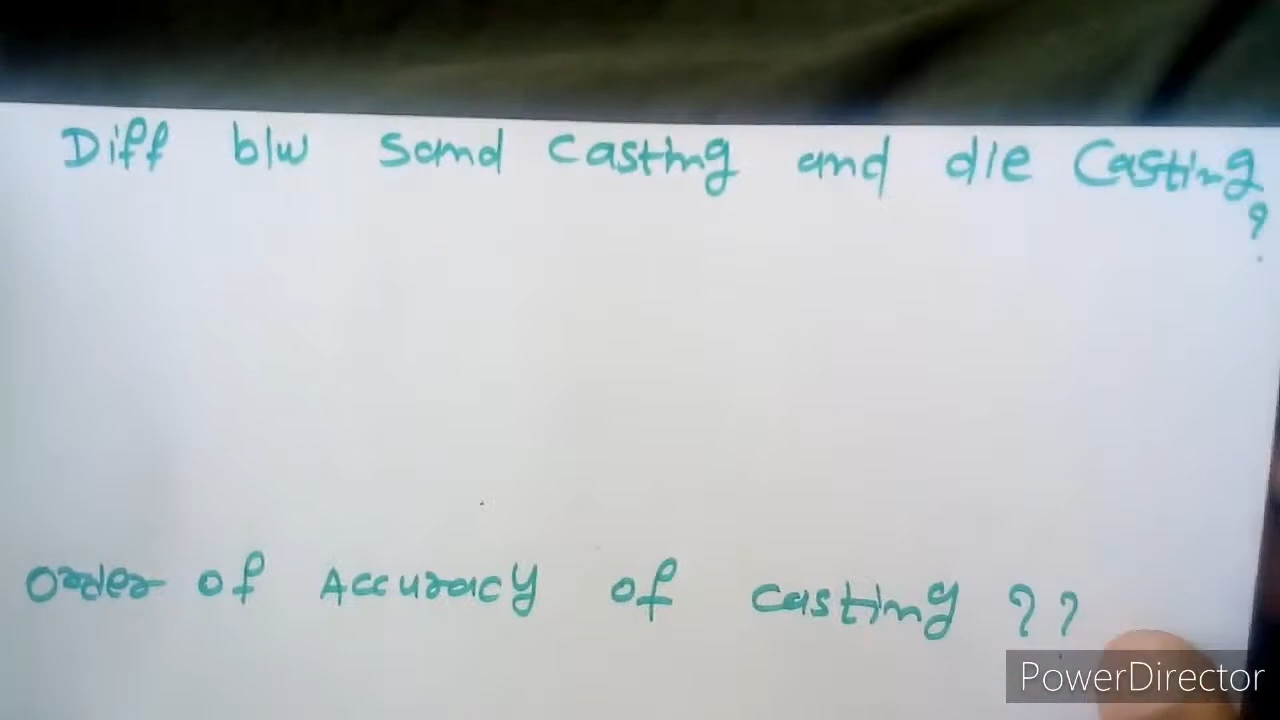 Diff b/w Sand Casting and die Casting
?
Order of Accuracy of casting ??
PowerDirector